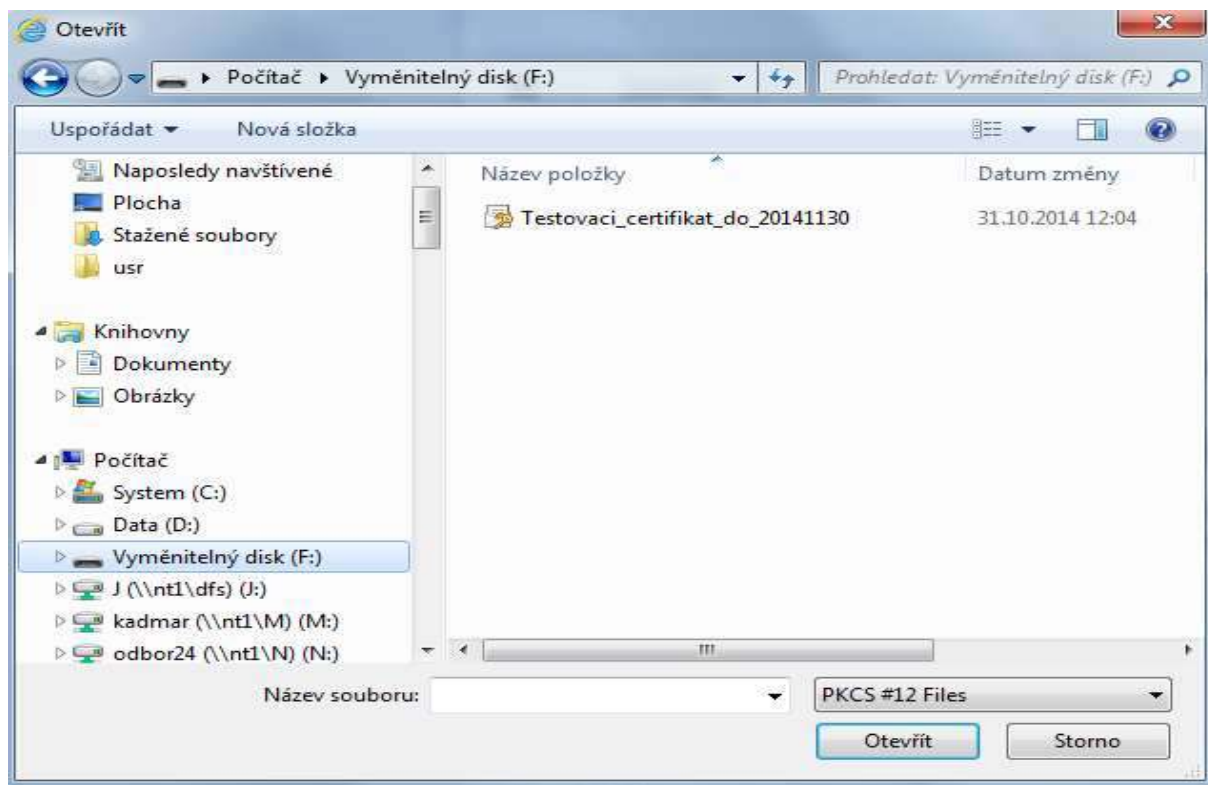 Otevřít
Počítač Vyměnitelný disk (F:)
Prohledat: Vyměnitelný disk (F:)
Uspořádat
Nová složka
Naposledy navštívené
Plocha
Stažené soubory
usr
Knihovny
Dokumenty
Obrázky
Počítač
System (C:)
Data (D:)
Vyměnitelný disk (F:)
J (\\nt1\dfs) (J:)
kadmar (\\nt1\M) (M:)
odbor24 (\\nt1\N) (N:)
Název položky
Datum změny
Testovaci_certifikat_do_20141130
31.10.2014 12:04
Název souboru:
PKCS #12 Files
Otevřít
Storno